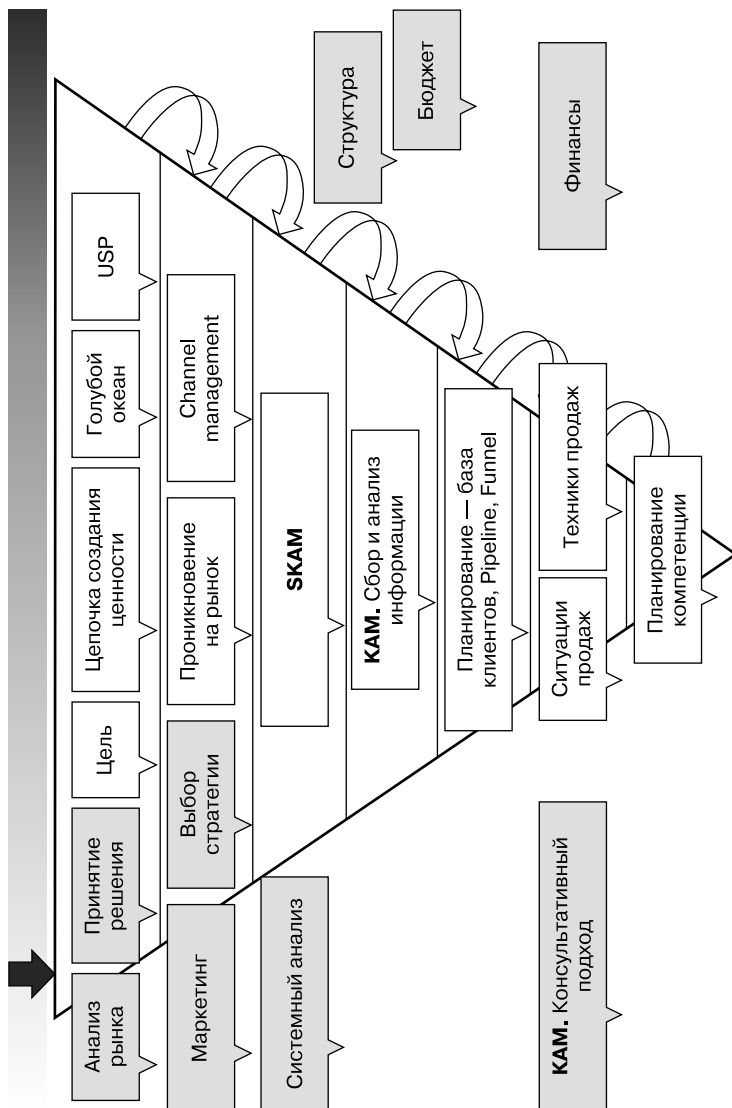 Анализ
рынка
Принятие
решения
Цель
Цепочка создания
ценности
Голубой
океан
USP
Маркетинг
Выбор
стратегии
Проникновение
на рынок
Channel
management
Системный анализ
SKAM
Структура
Бюджет
KAM. Сбор и анализ
информации
Планирование — база
клиентов, Pipeline, Funnel
KAM. Консультативный
подход
Ситуации
продаж
Техники продаж
Финансы
Планирование
компетенции